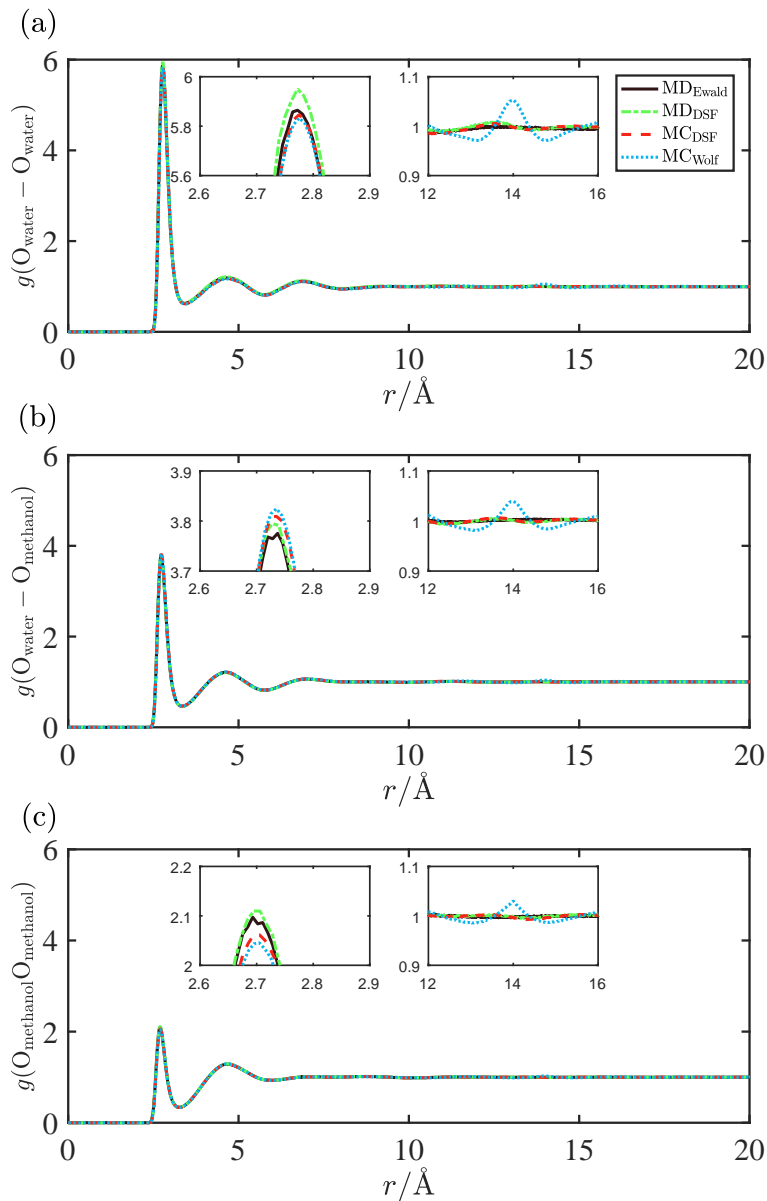 (a)
6
4
2
0
g(O_water − O_water)
6
5.8
5.6
2.6 2.7 2.8 2.9
1.1
1
0.9
12 14 16
MD_Ewald
MD_DSF
MC_DSF
MC_Wolf
0 5 10 15 20
r/Å
(b)
6
4
2
0
g(O_water − O_methanol)
3.9
3.8
3.7
2.6 2.7 2.8 2.9
1.1
1
0.9
12 14 16
0 5 10 15 20
r/Å
(c)
6
4
2
0
g(O_methanol O_methanol)
2.2
2.1
2
2.6 2.7 2.8 2.9
1.1
1
0.9
12 14 16
0 5 10 15 20
r/Å